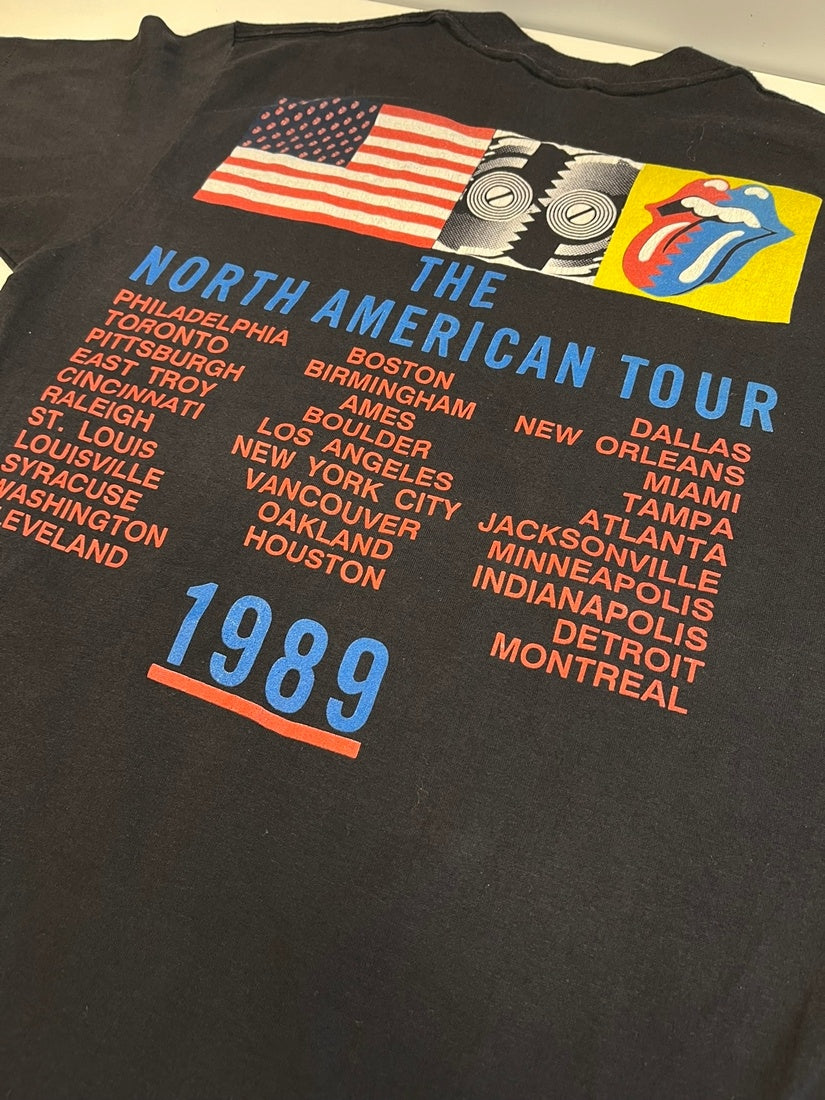 THE
NORTH AMERICAN TOUR
PHILADELPHIA
TORONTO
PITTSBURGH
EAST TROY
CINCINNATI
RALEIGH
ST. LOUIS
LOUISVILLE
SYRACUSE
WASHINGTON
LEVELAND
BOSTON
BIRMINGHAM
AMES
BOULDER
LOS ANGELES
NEW YORK CITY
VANCOUVER
OAKLAND
HOUSTON
DALLAS
NEW ORLEANS
MIAMI
TAMPA
ATLANTA
JACKSONVILLE
MINNEAPOLIS
INDIANAPOLIS
DETROIT
MONTREAL
1989